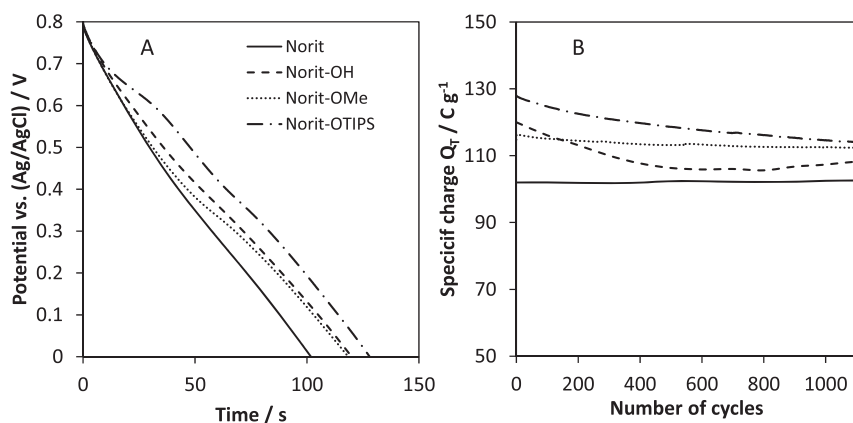 A
Norit
Norit-OH
Norit-OMe
Norit-OTIPS
0.8
0.7
0.6
0.5
0.4
0.3
0.2
0.1
0
0 50 100 150
Potential vs. (Ag/AgCl) / V
Time / s
B
150
130
110
90
70
50
0 200 400 600 800 1000
Specicif charge Q_T / C g⁻¹
Number of cycles